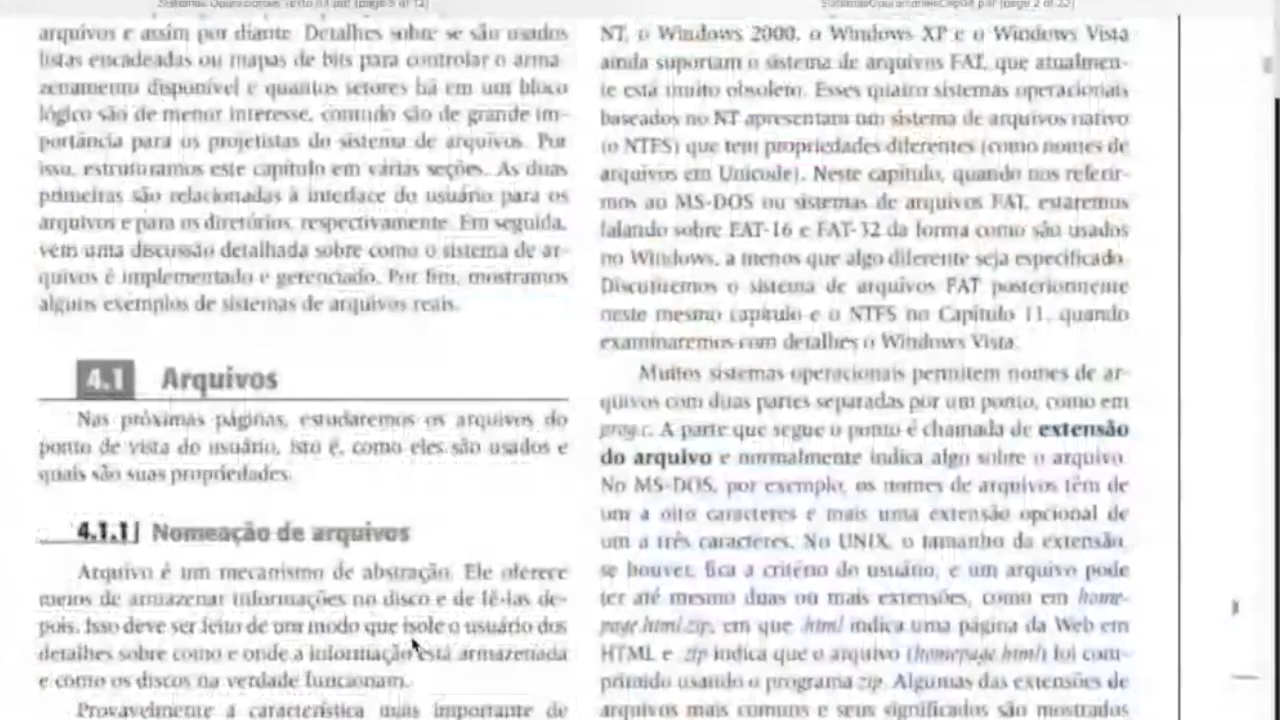 Sistemas Operacionais Texto 04.pdf (page 5 of 12)
arquivos e assim por diante. Detalhes sobre se são usados
listas encadeadas ou mapas de bits para controlar o arma-
zenamento disponível e quantos setores há em um bloco
lógico são de menor interesse, contudo são de grande im-
portância para os projetistas do sistema de arquivos. Por
isso, estruturamos este capítulo em várias seções. As duas
primeiras são relacionadas à interface do usuário para os
arquivos e para os diretórios, respectivamente. Em seguida,
vem uma discussão detalhada sobre como o sistema de ar-
quivos é implementado e gerenciado. Por fim, mostramos
alguns exemplos de sistemas de arquivos reais.
4.1 Arquivos
Nas próximas páginas, estudaremos os arquivos do
ponto de vista do usuário, isto é, como eles são usados e
quais são suas propriedades.
4.1.1 Nomeação de arquivos
Arquivo é um mecanismo de abstração. Ele oferece
meios de armazenar informações no disco e de lê-las de-
pois. Isso deve ser feito de um modo que isole o usuário dos
detalhes sobre como e onde a informação está armazenada
e como os discos na verdade funcionam.
Provavelmente a característica mais importante de
(page 2 of 22)
NT, o Windows 2000, o Windows XP e o Windows Vista
ainda suportam o sistema de arquivos FAT, que atualmen-
te está muito obsoleto. Esses quatro sistemas operacionais
baseados no NT apresentam um sistema de arquivos nativo
(o NTFS) que tem propriedades diferentes (como nomes de
arquivos em Unicode). Neste capítulo, quando nos referir-
mos ao MS-DOS ou sistemas de arquivos FAT, estaremos
falando sobre FAT-16 e FAT-32 da forma como são usados
no Windows, a menos que algo diferente seja especificado.
Discutiremos o sistema de arquivos FAT posteriormente
neste mesmo capítulo e o NTFS no Capítulo 11, quando
examinaremos com detalhes o Windows Vista.
Muitos sistemas operacionais permitem nomes de ar-
quivos com duas partes separadas por um ponto, como em
prog.c. A parte que segue o ponto é chamada de extensão
do arquivo e normalmente indica algo sobre o arquivo.
No MS-DOS, por exemplo, os nomes de arquivos têm de
um a oito caracteres e mais uma extensão opcional de
um a três caracteres. No UNIX, o tamanho da extensão,
se houver, fica a critério do usuário, e um arquivo pode
ter até mesmo duas ou mais extensões, como em home-
page.html.zip, em que .html indica uma página da Web em
HTML e .zip indica que o arquivo (homepage.html) foi com-
primido usando o programa zip. Algumas das extensões de
arquivos mais comuns e seus significados são mostrados